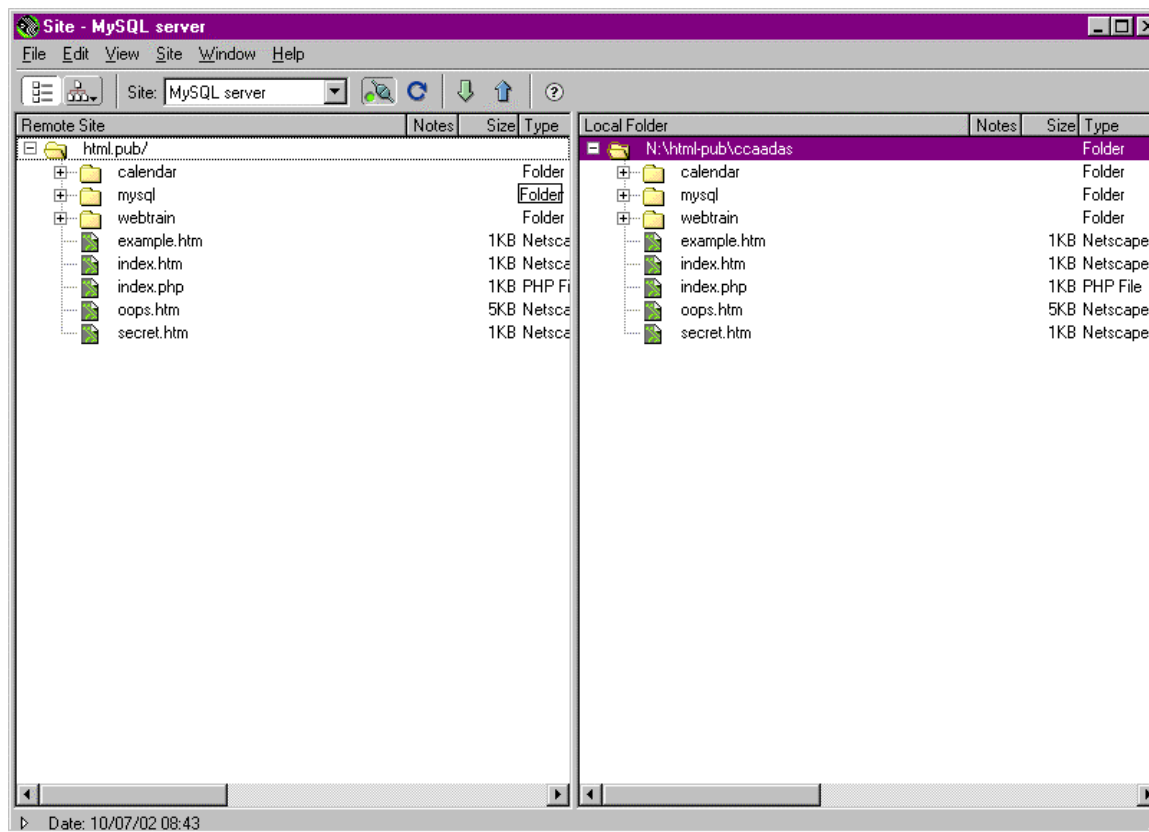 Site - MySQL server
File Edit View Site Window Help
Site: MySQL server
Remote Site Notes Size Type
html.pub/
calendar Folder
mysql Folder
webtrain Folder
example.htm 1KB Netsca
index.htm 1KB Netsca
index.php 1KB PHP Fi
oops.htm 5KB Netsca
secret.htm 1KB Netsca
Local Folder Notes Size Type
N:\html-pub\ccaadas Folder
calendar Folder
mysql Folder
webtrain Folder
example.htm 1KB Netscape
index.htm 1KB Netscape
index.php 1KB PHP File
oops.htm 5KB Netscape
secret.htm 1KB Netscape
Date: 10/07/02 08:43